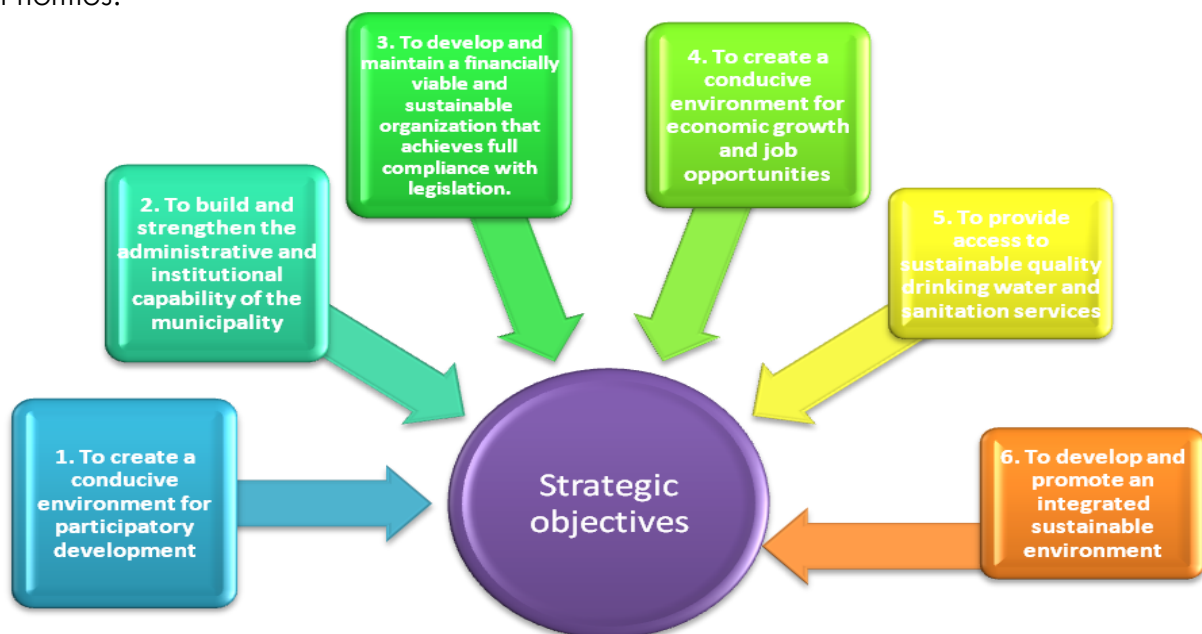 1. To create a
conducive
environment for
participatory
development
2. To build and
strengthen the
administrative and
institutional
capability of the
municipality
3. To develop and
maintain a financially
viable and
sustainable
organization that
achieves full
compliance with
legislation.
4. To create a
conducive
environment for
economic growth
and job
opportunities
5. To provide
access to
sustainable quality
drinking water and
sanitation services
6. To develop and
promote an
integrated
sustainable
environment
Strategic
objectives